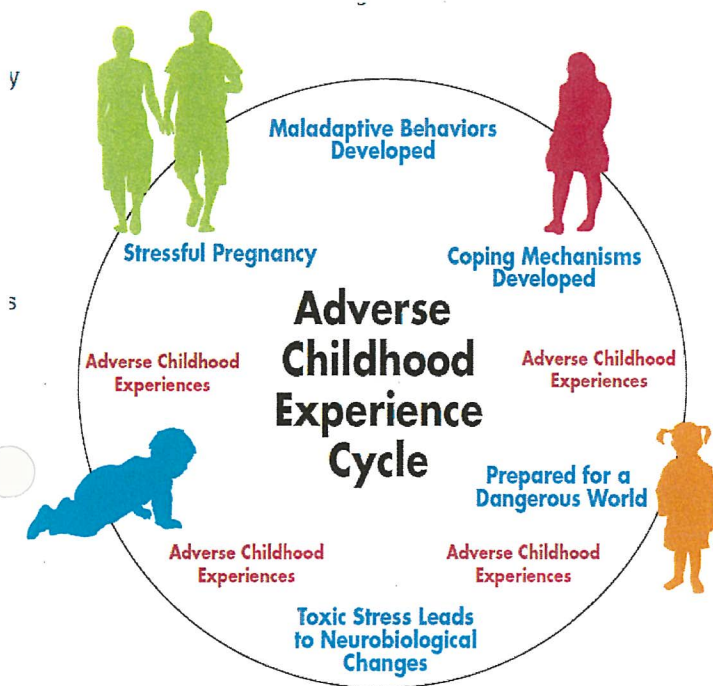 y
s
Maladaptive Behaviors
Developed
Stressful Pregnancy
Coping Mechanisms
Developed
Adverse
Childhood
Experience
Cycle
Adverse Childhood
Experiences
Adverse Childhood
Experiences
Prepared for a
Dangerous World
Adverse Childhood
Experiences
Adverse Childhood
Experiences
Toxic Stress Leads
to Neurobiological
Changes